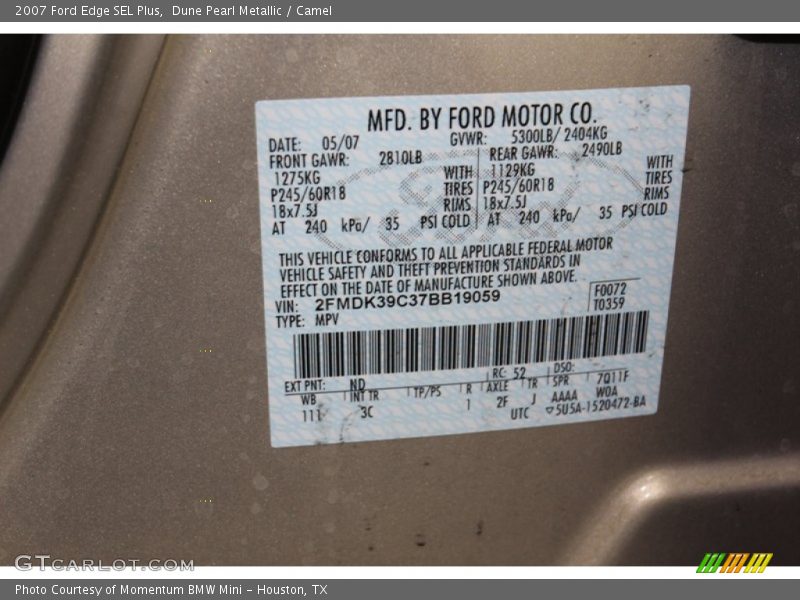 2007 Ford Edge SEL Plus,  Dune Pearl Metallic / Camel
MFD. BY FORD MOTOR CO.
DATE: 05/07 GVWR: 5300LB/ 2404KG
FRONT GAWR: 2810LB REAR GAWR: 2490LB
1275KG WITH 1129KG WITH
P245/60R18 TIRES P245/60R18 TIRES
18x7.5J RIMS 18x7.5J RIMS
AT 240 kPa/ 35 PSI COLD AT 240 kPa/ 35 PSI COLD
THIS VEHICLE CONFORMS TO ALL APPLICABLE FEDERAL MOTOR
VEHICLE SAFETY AND THEFT PREVENTION STANDARDS IN
EFFECT ON THE DATE OF MANUFACTURE SHOWN ABOVE.
VIN: 2FMDK39C37BB19059 F0072
TYPE: MPV T0359
EXT PNT: ND RC: 52 DSO:
WB INT TR TP/PS R AXLE TR SPR 7Q11F
111 3C 1 2F J AAAA W0A
UTC ▽5U5A-1520472-BA
GTcarlot.com
Photo Courtesy of Momentum BMW Mini - Houston, TX